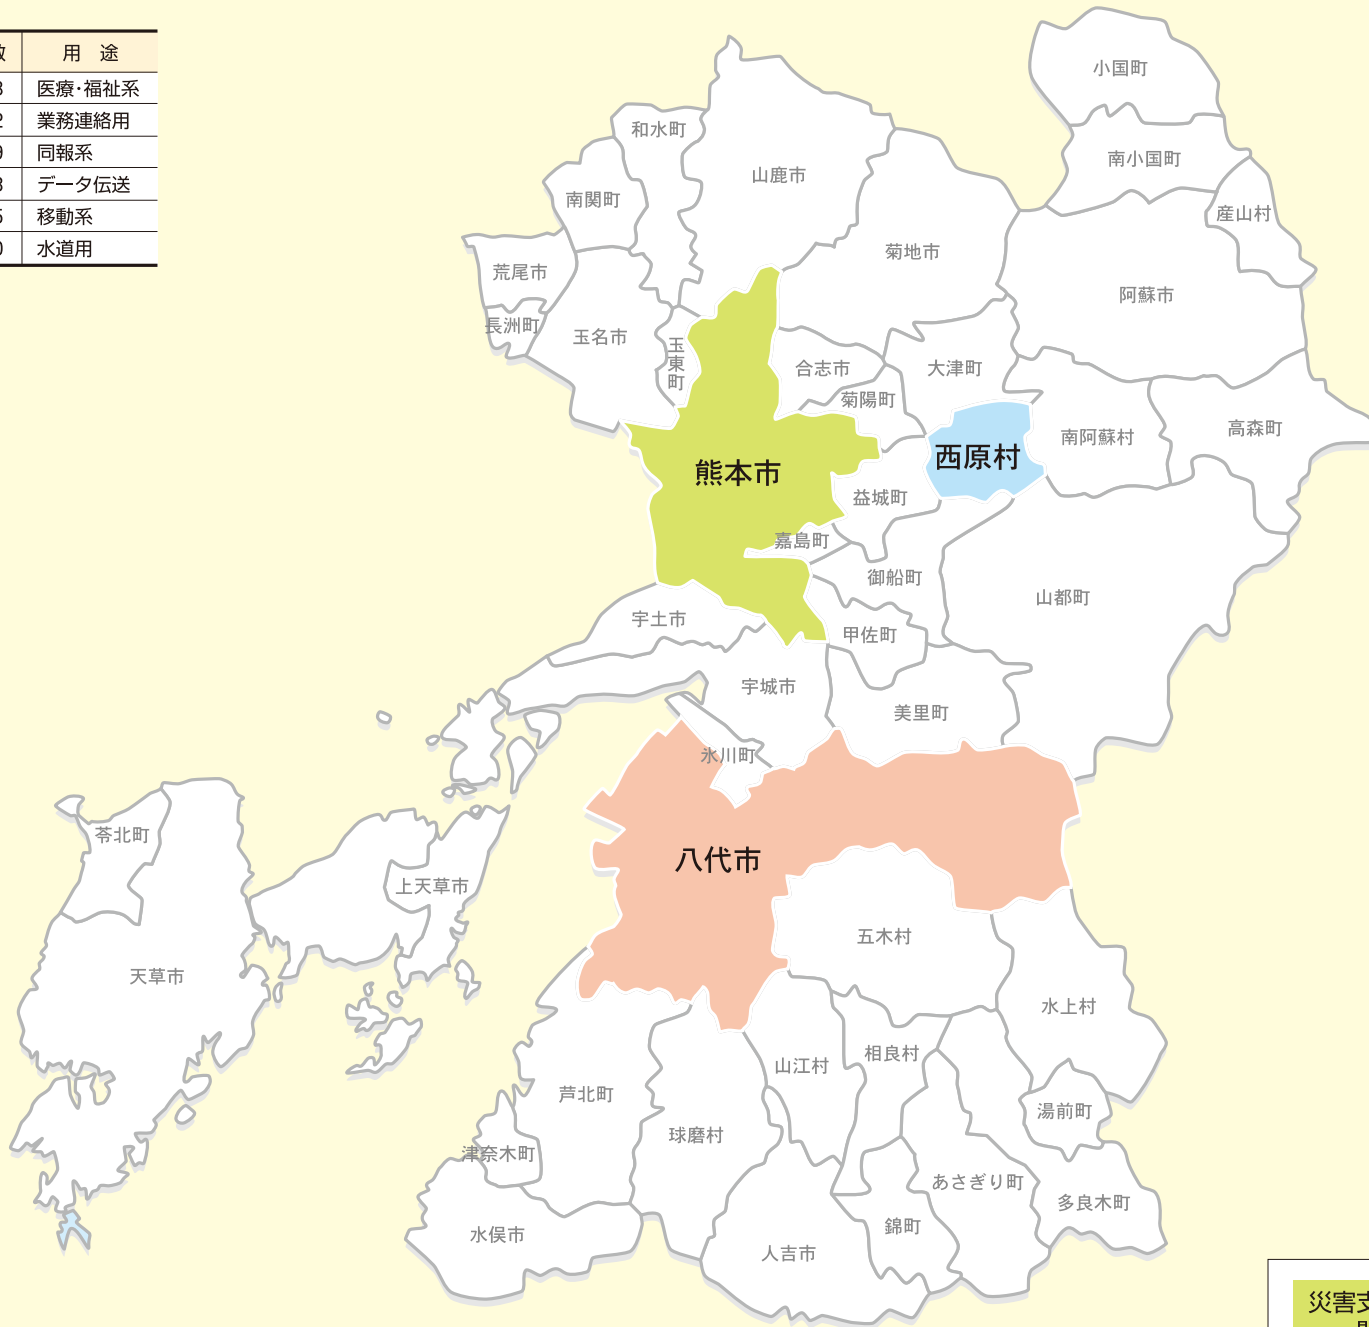 数 用 途
3 医療・福祉系
2 業務連絡用
9 同報系
3 データ伝送
5 移動系
0 水道用
小国町
和水町
南小国町
山鹿市
南関町
産山村
菊地市
荒尾市
阿蘇市
長洲町
玉名市
玉東町
合志市
大津町
菊陽町
南阿蘇村
高森町
西原村
熊本市
益城町
嘉島町
御船町
山都町
宇土市
甲佐町
宇城市
美里町
氷川町
苓北町
八代市
上天草市
五木村
天草市
水上村
相良村
山江村
芦北町
湯前町
球磨村
津奈木町
あさぎり町
多良木町
水俣市
錦町
人吉市
災害支